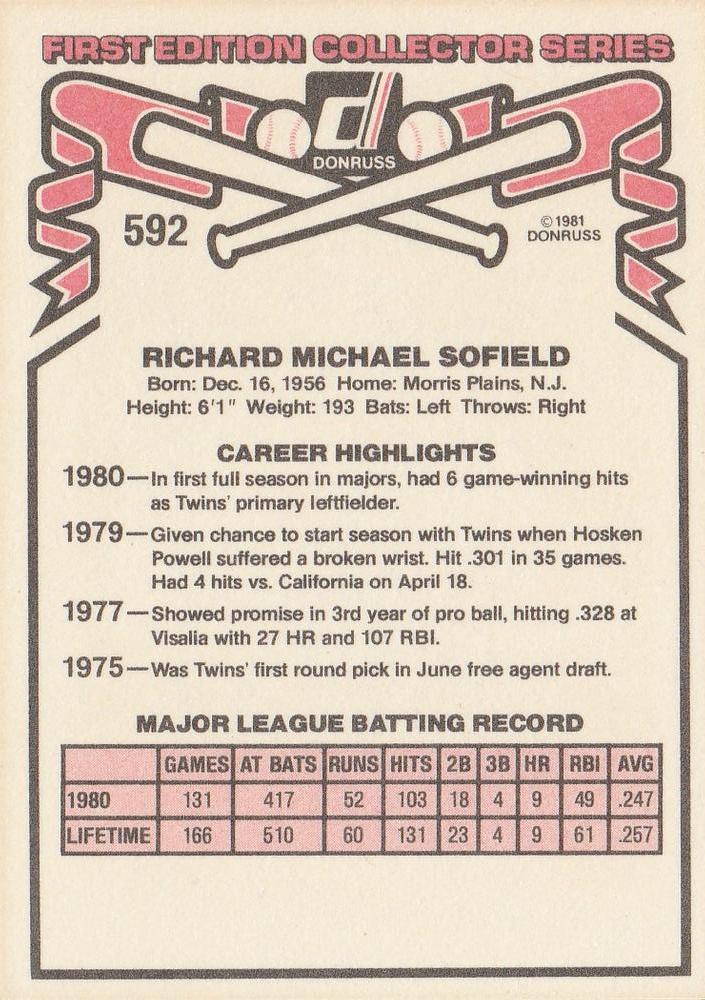 FIRST EDITION COLLECTOR SERIES
DONRUSS
592
© 1981
DONRUSS
RICHARD MICHAEL SOFIELD
Born: Dec. 16, 1956 Home: Morris Plains, N.J.
Height: 6'1" Weight: 193 Bats: Left Throws: Right
CAREER HIGHLIGHTS
1980—In first full season in majors, had 6 game-winning hits
as Twins' primary leftfielder.
1979—Given chance to start season with Twins when Hosken
Powell suffered a broken wrist. Hit .301 in 35 games.
Had 4 hits vs. California on April 18.
1977—Showed promise in 3rd year of pro ball, hitting .328 at
Visalia with 27 HR and 107 RBI.
1975—Was Twins' first round pick in June free agent draft.
MAJOR LEAGUE BATTING RECORD
GAMES AT BATS RUNS HITS 2B 3B HR RBI AVG
1980 131 417 52 103 18 4 9 49 .247
LIFETIME 166 510 60 131 23 4 9 61 .257